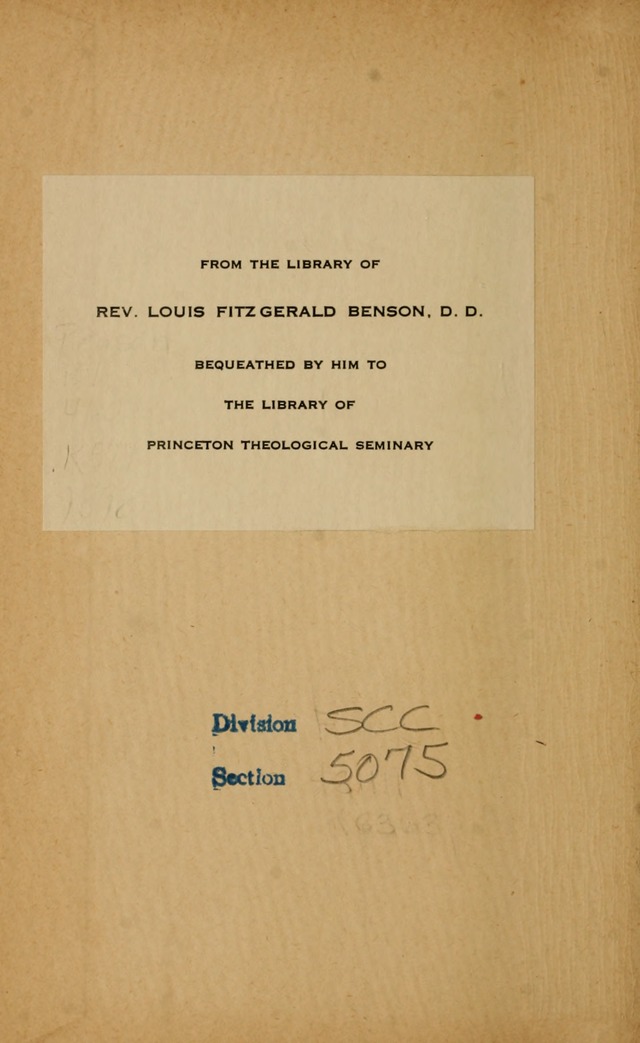 FROM THE LIBRARY OF
REV. LOUIS FITZGERALD BENSON, D. D.
BEQUEATHED BY HIM TO
THE LIBRARY OF
PRINCETON THEOLOGICAL SEMINARY
Division SCC
Section 5075